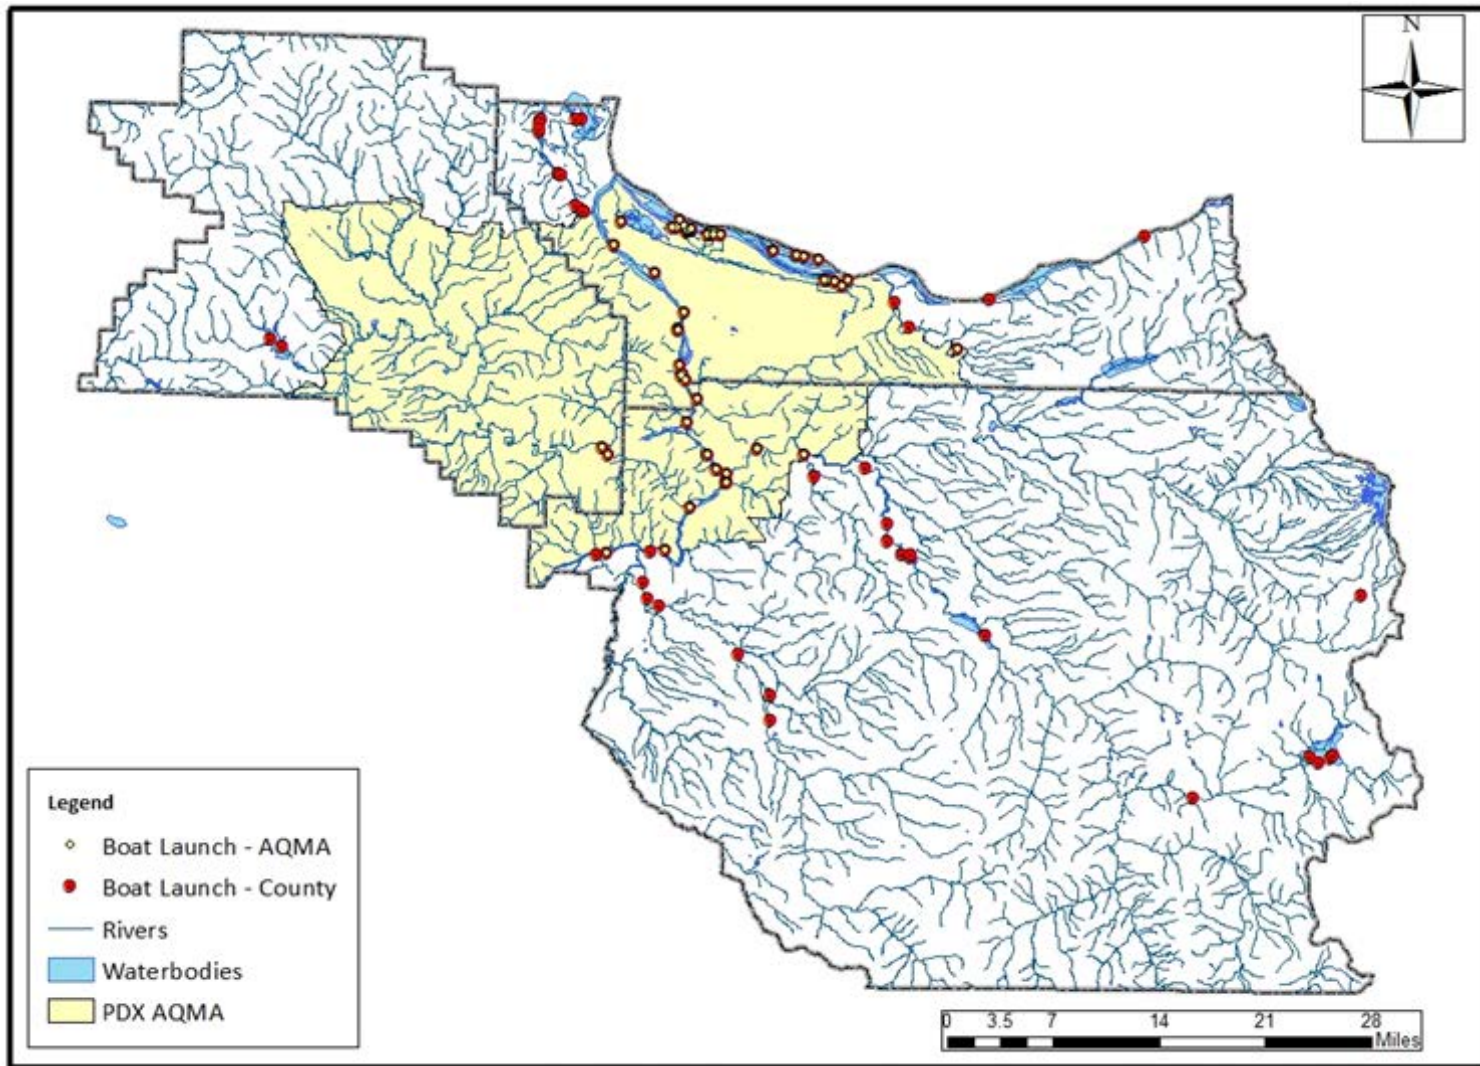 N
Legend
Boat Launch - AQMA
Boat Launch - County
Rivers
Waterbodies
PDX AQMA
0 3.5 7 14 21 28
Miles